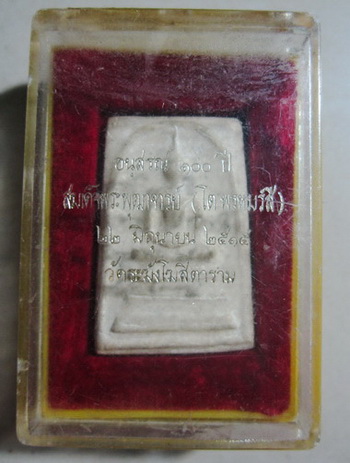 อนุสรณ์ ๑๐๐ ปี
สมเด็จพระพุฒาจารย์ (โต พรหมรังสี)
๒๒ มิถุนายน ๒๕๑๕
วัดระฆังโฆสิตาราม